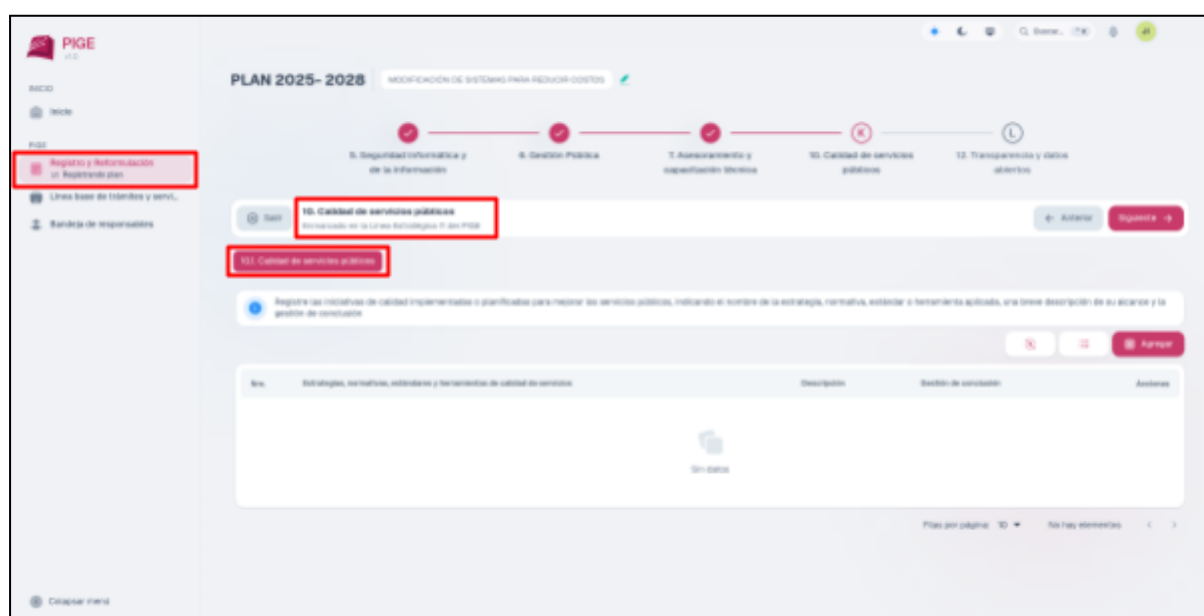 PIGE
v1.0
INICIO
Inicio
PIGE
Registro y Reformulación
Registrando plan
Línea base de trámites y servi...
Bandeja de responsables
Colapsar menú
Buscar...
PLAN 2025- 2028
MODIFICACIÓN DE SISTEMAS PARA REDUCIR COSTOS
5. Seguridad informática y
de la información
6. Gestión Pública
7. Asesoramiento y
capacitación técnica
K
10. Calidad de servicios
públicos
L
12. Transparencia y datos
abiertos
Salir
10. Calidad de servicios públicos
Enmarcado en la Línea Estratégica del PIGE
Anterior
Siguiente
10.1. Calidad de servicios públicos
Registre las iniciativas de calidad implementadas o planificadas para mejorar los servicios públicos, indicando el nombre de la estrategia, normativa, estándar o herramienta aplicada, una breve descripción de su alcance y la
gestión de conclusión
Agregar
Nro.
Estrategias, normativas, estándares y herramientas de calidad de servicios
Descripción
Gestión de conclusión
Acciones
Sin datos
Filas por página: 10
No hay elementos